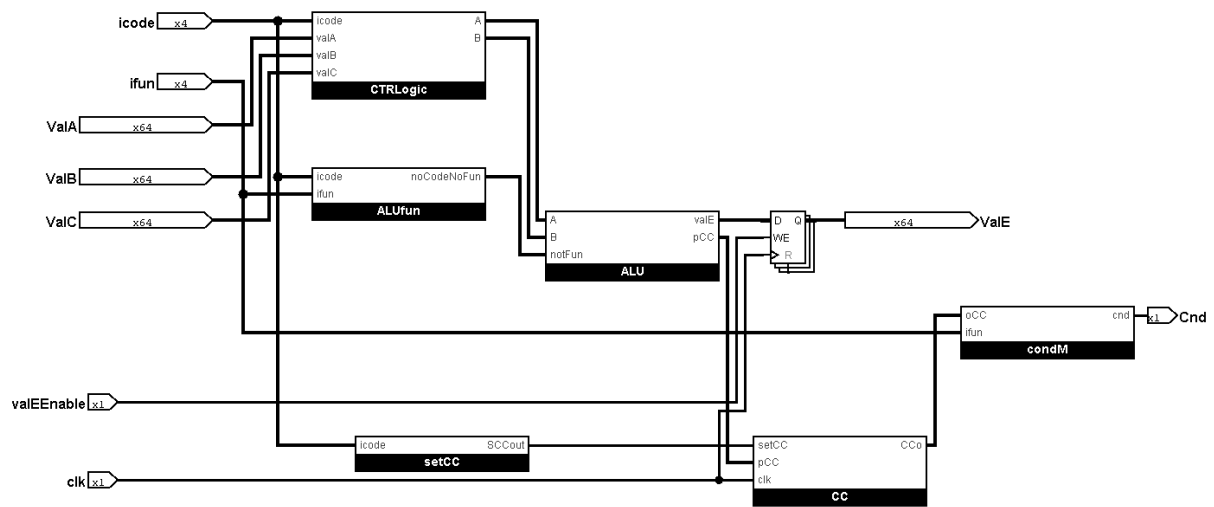 icode x4
icode A
valA B
valB
valC
CTRLogic
ifun x4
ValA x64
ValB x64
ValC x64
icode noCodeNoFun
ifun
ALUfun
A valE
B pCC
notFun
ALU
D Q
WE
R
x64 ValE
oCC cnd
ifun
condM
x1 Cnd
valEEnable x1
icode SCCout
setCC
setCC CCo
pCC
clk
CC
clk x1